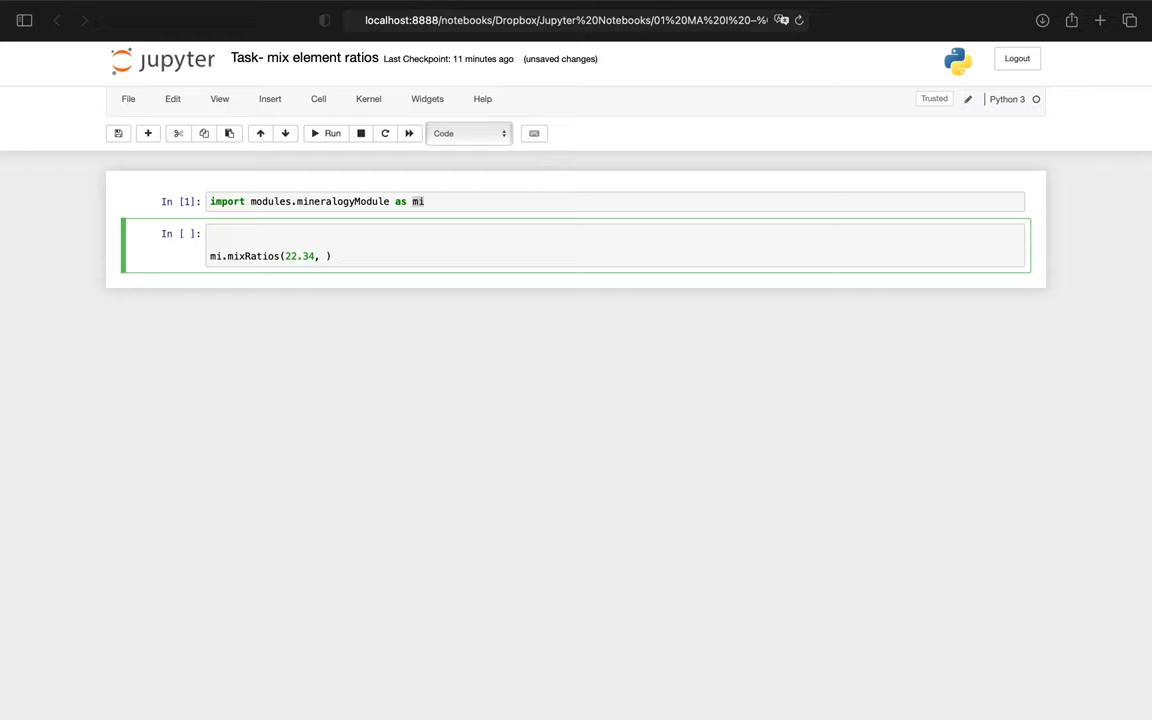 localhost:8888/notebooks/Dropbox/Jupyter%20Notebooks/01%20MA%20I%20–%
jupyter Task- mix element ratios Last Checkpoint: 11 minutes ago (unsaved changes) Logout
File Edit View Insert Cell Kernel Widgets Help Trusted Python 3
Run Code
In [1]: import modules.mineralogyModule as mi
In [ ]:
mi.mixRatios(22.34, )